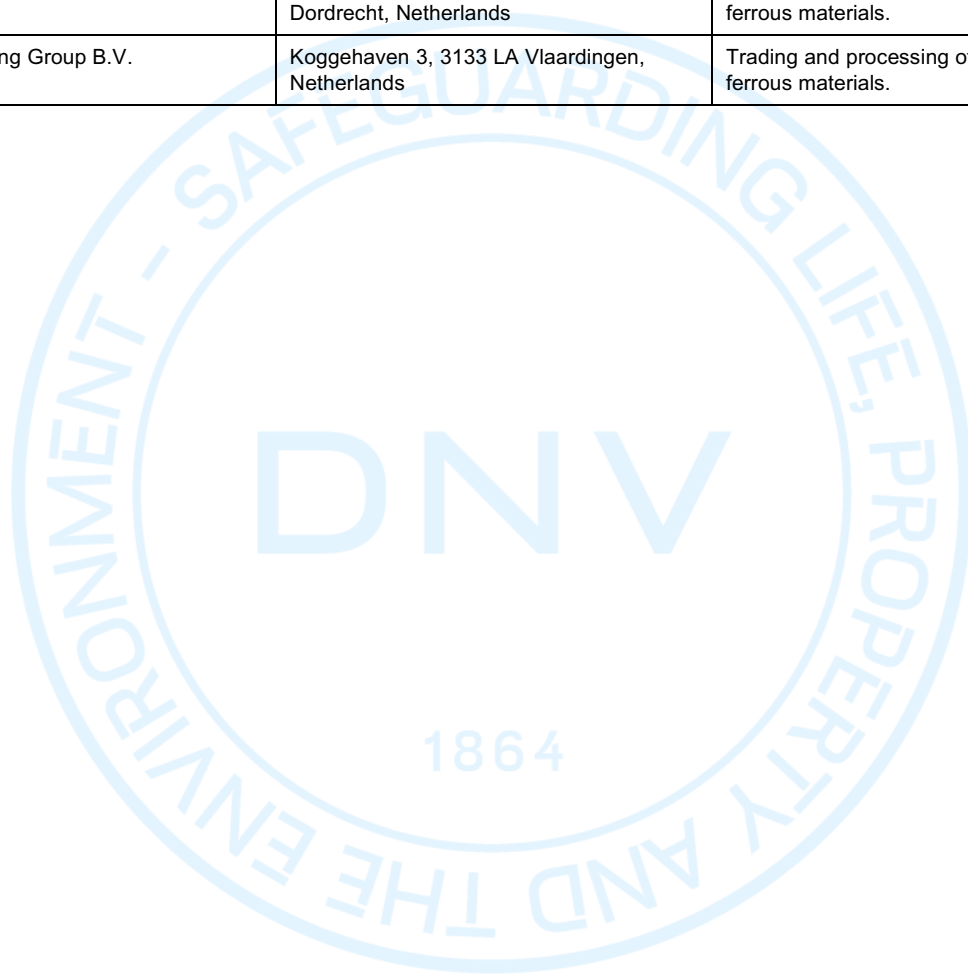 Dordrecht, Netherlands
ferrous materials.
ng Group B.V.
Koggehaven 3, 3133 LA Vlaardingen,
Netherlands
Trading and processing of
ferrous materials.
SAFEGUARDING LIFE, PROPERTY AND THE ENVIRONMENT -
DNV
1864